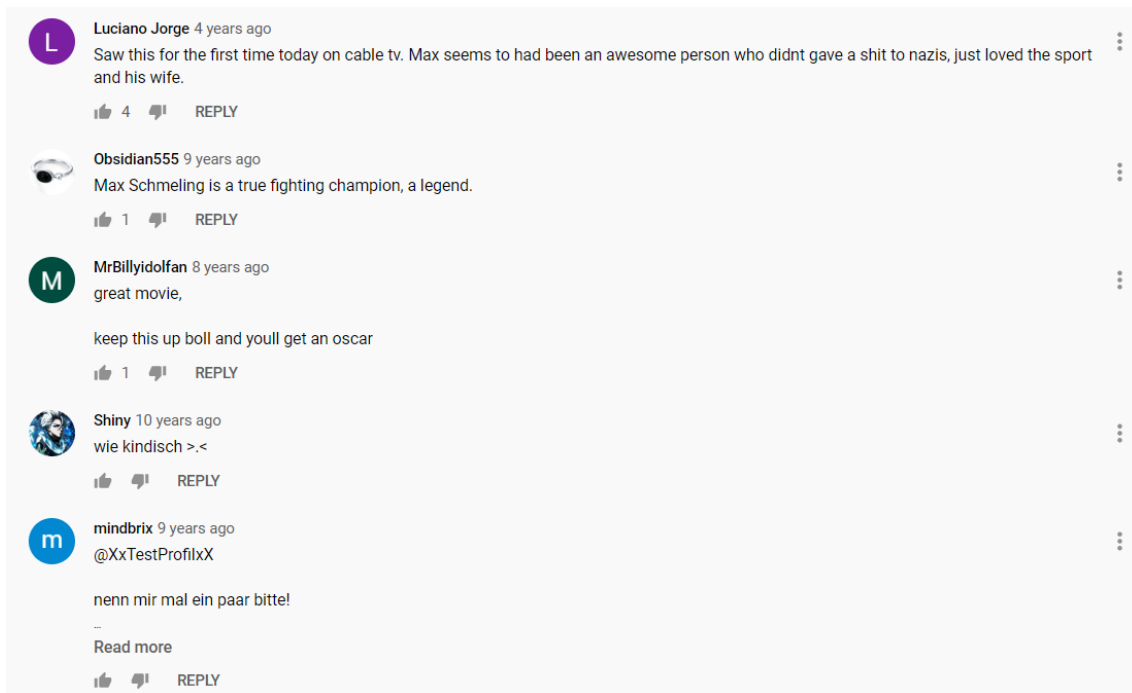 L
Luciano Jorge 4 years ago
Saw this for the first time today on cable tv. Max seems to had been an awesome person who didnt gave a shit to nazis, just loved the sport
and his wife.
4 REPLY
Obsidian555 9 years ago
Max Schmeling is a true fighting champion, a legend.
1 REPLY
M
MrBillyidolfan 8 years ago
great movie,
keep this up boll and youll get an oscar
1 REPLY
Shiny 10 years ago
wie kindisch >.<
REPLY
m
mindbrix 9 years ago
@XxTestProfilxX
nenn mir mal ein paar bitte!
...
Read more
REPLY